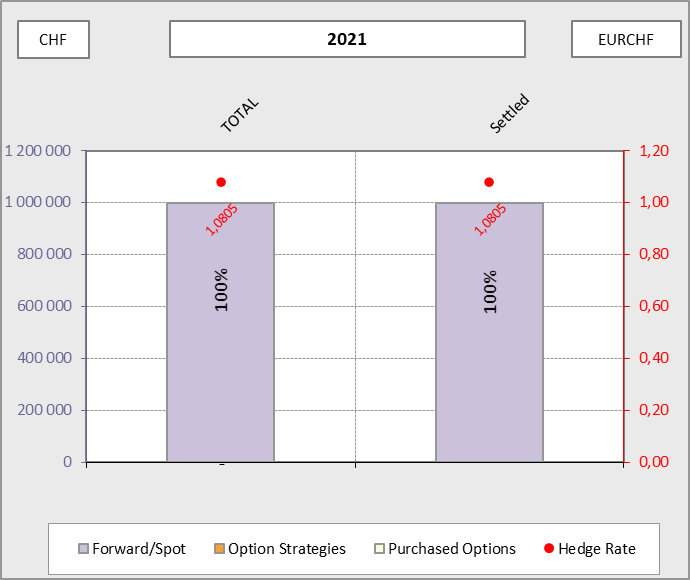 CHF 2021 EURCHF
TOTAL Settled
1 200 000 1,20
1 000 000 1,00
1,0805 1,0805
800 000 0,80
100% 100%
600 000 0,60
400 000 0,40
200 000 0,20
0 0,00
Forward/Spot Option Strategies Purchased Options Hedge Rate